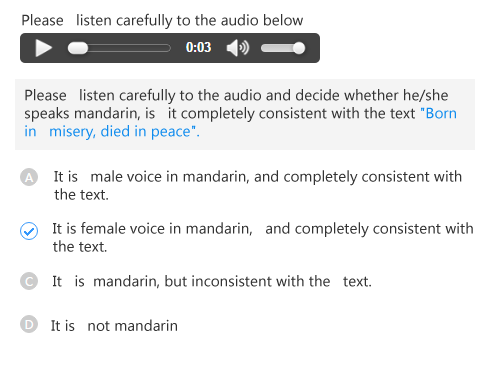 Please listen carefully to the audio below
0:03
Please listen carefully to the audio and decide whether he/she
speaks mandarin, is it completely consistent with the text "Born
in misery, died in peace".
A It is male voice in mandarin, and completely consistent with
the text.
It is female voice in mandarin, and completely consistent with
the text.
C It is mandarin, but inconsistent with the text.
D It is not mandarin